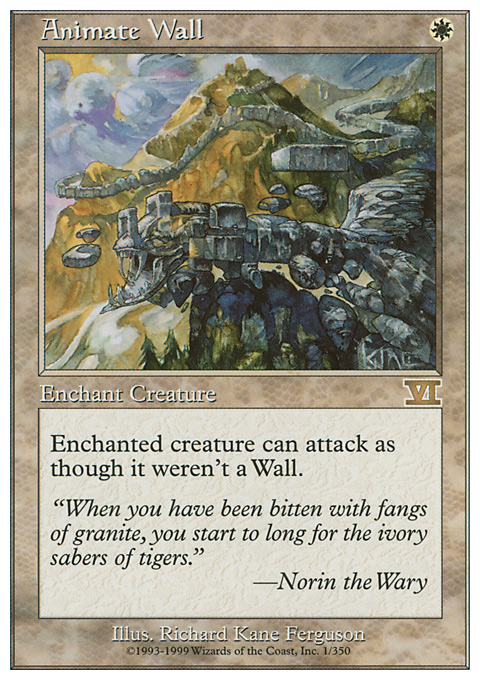 Animate Wall
Enchant Creature
VI
Enchanted creature can attack as
though it weren't a Wall.
“When you have been bitten with fangs
of granite, you start to long for the ivory
sabers of tigers.”
—Norin the Wary
Illus. Richard Kane Ferguson
©1993-1999 Wizards of the Coast, Inc. 1/350